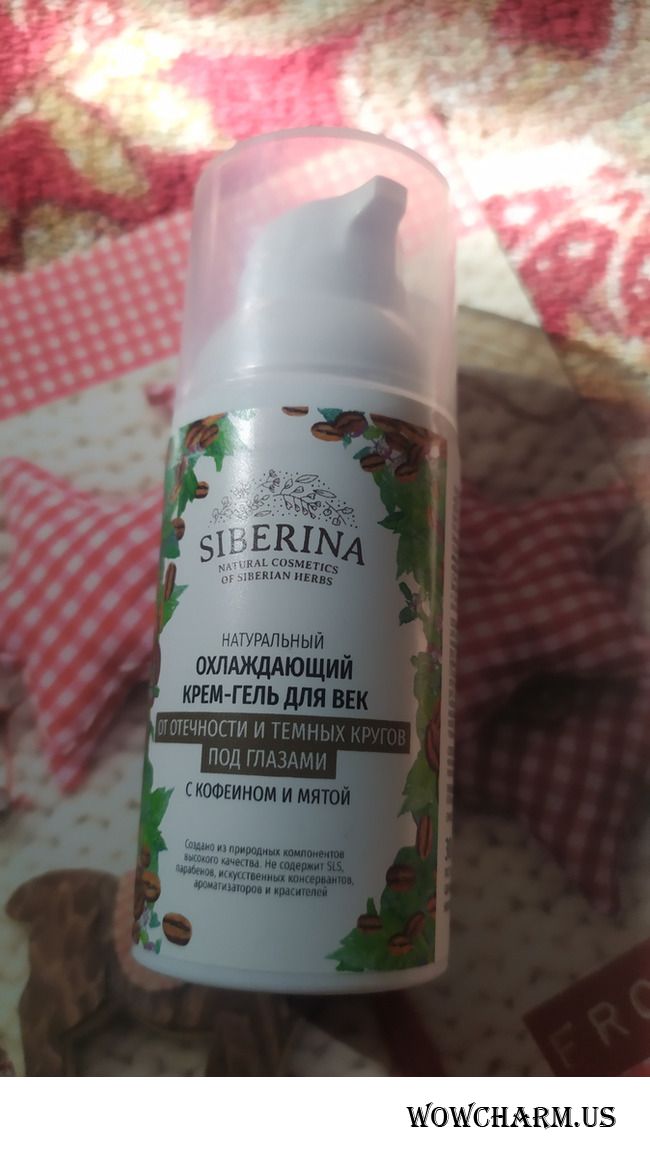 SIBERINA
NATURAL COSMETICS
OF SIBERIAN HERBS
НАТУРАЛЬНЫЙ
ОХЛАЖДАЮЩИЙ
КРЕМ-ГЕЛЬ ДЛЯ ВЕК
ОТ ОТЕЧНОСТИ И ТЕМНЫХ КРУГОВ
ПОД ГЛАЗАМИ
С КОФЕИНОМ И МЯТОЙ
Создано из природных компонентов
высокого качества. Не содержит SLS,
парабенов, искусственных консервантов,
ароматизаторов и красителей
FRO
WOWCHARM.US